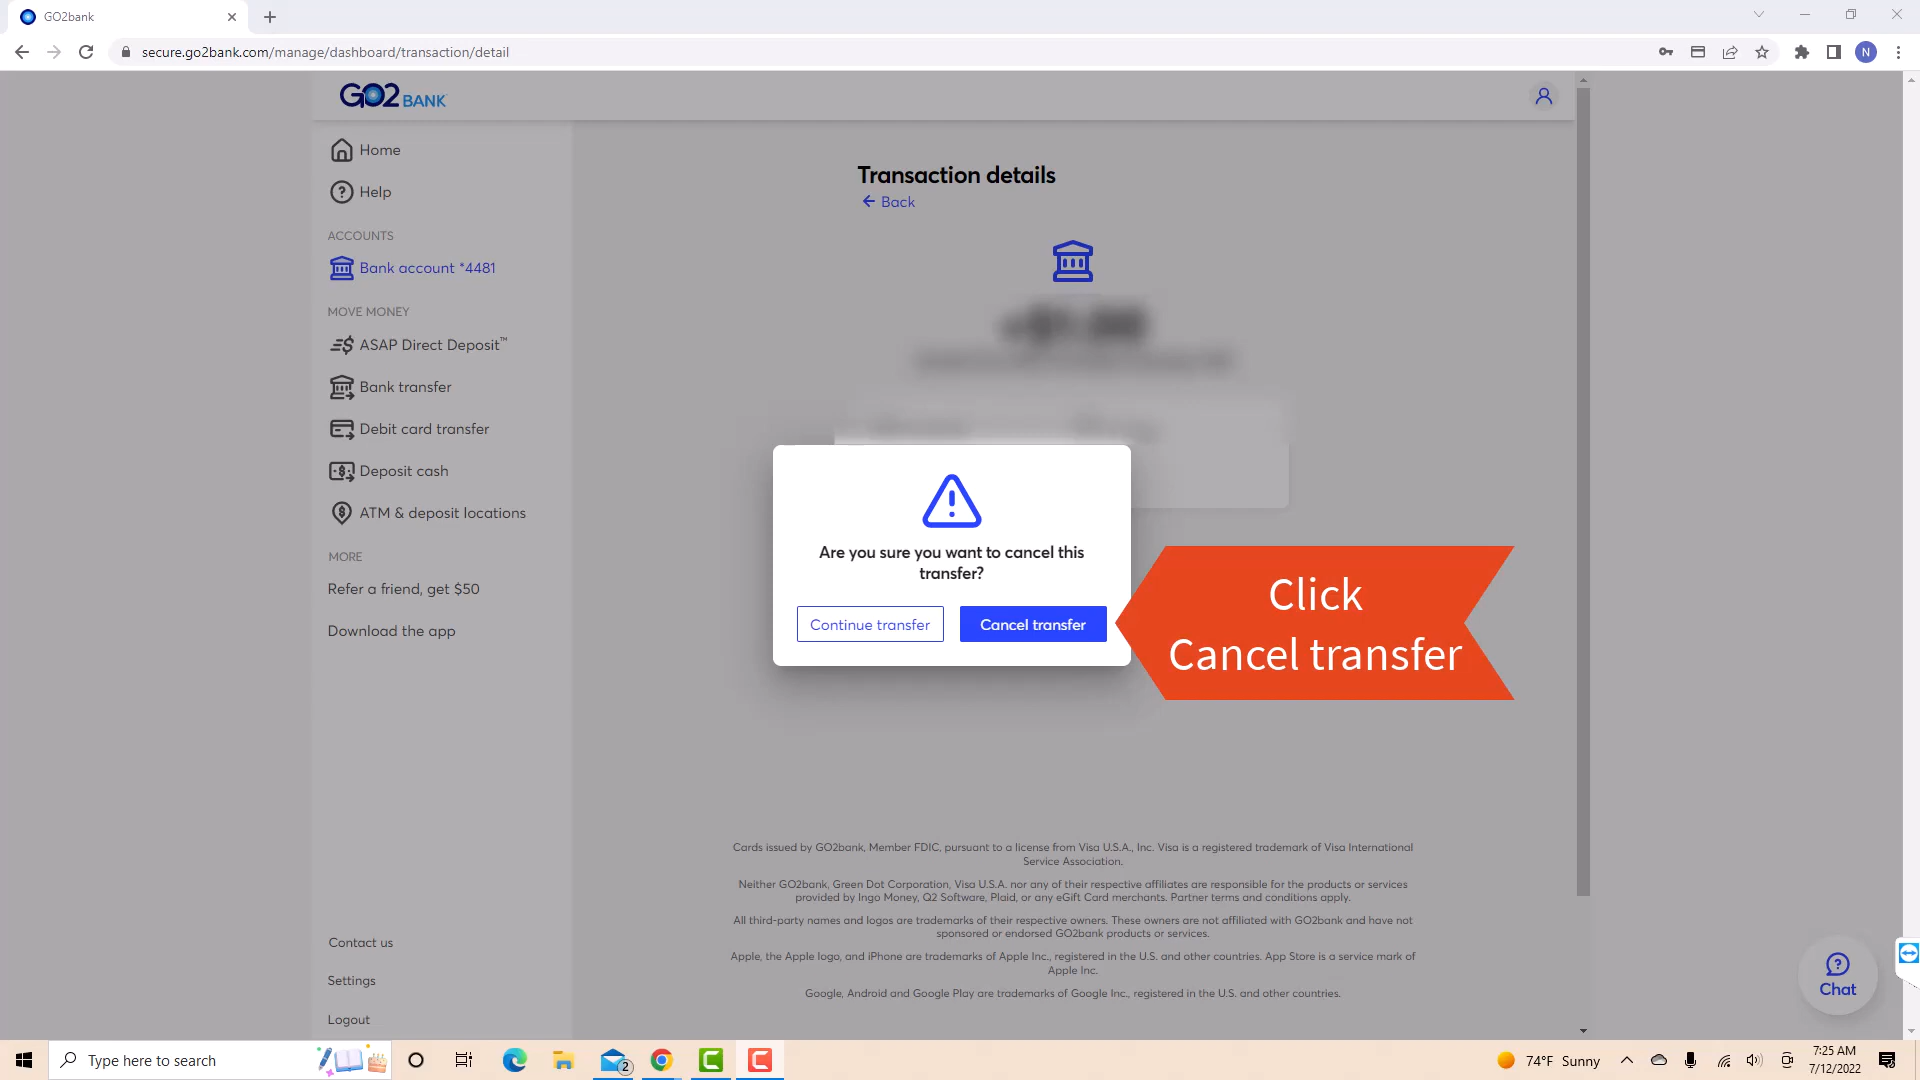 GO2bank
secure.go2bank.com/manage/dashboard/transaction/detail
N
GO2 BANK
Home
Help
ACCOUNTS
Bank account *4481
MOVE MONEY
ASAP Direct Deposit™
Bank transfer
Debit card transfer
Deposit cash
ATM & deposit locations
MORE
Refer a friend, get $50
Download the app
Contact us
Settings
Logout
Transaction details
Back
Are you sure you want to cancel this
transfer?
Continue transfer
Cancel transfer
Click
Cancel transfer
Cards issued by GO2bank, Member FDIC, pursuant to a license from Visa U.S.A., Inc. Visa is a registered trademark of Visa International
Service Association.
Neither GO2bank, Green Dot Corporation, Visa U.S.A. nor any of their respective affiliates are responsible for the products or services
provided by Ingo Money, Q2 Software, Plaid, or any eGift Card merchants. Partner terms and conditions apply.
All third-party names and logos are trademarks of their respective owners. These owners are not affiliated with GO2bank and have not
sponsored or endorsed GO2bank products or services.
Apple, the Apple logo, and iPhone are trademarks of Apple Inc., registered in the U.S. and other countries. App Store is a service mark of
Apple Inc.
Google, Android and Google Play are trademarks of Google Inc., registered in the U.S. and other countries.
Chat
Type here to search
2
74°F Sunny
7:25 AM
7/12/2022